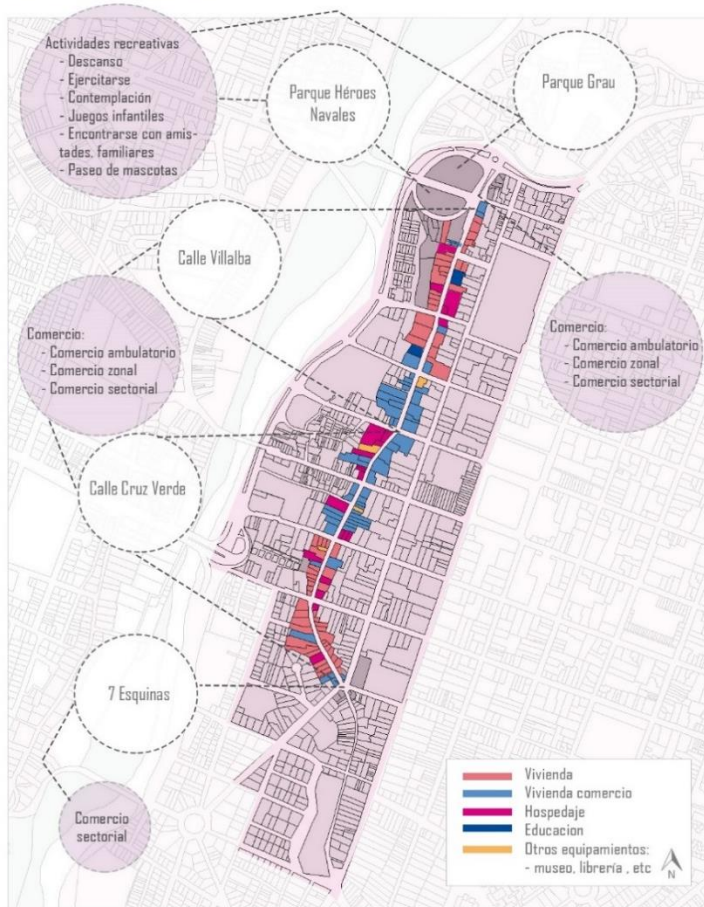 Actividades recreativas
- Descanso
- Ejercitarse
- Contemplación
- Juegos infantiles
- Encontrarse con amis-
tades, familiares
- Paseo de mascotas
Parque Héroes
Navales
Parque Grau
Calle Villalba
Comercio:
- Comercio ambulatorio
- Comercio zonal
- Comercio sectorial
Comercio:
- Comercio ambulatorio
- Comercio zonal
- Comercio sectorial
Calle Cruz Verde
7 Esquinas
Comercio
sectorial
Vivienda
Vivienda comercio
Hospedaje
Educacion
Otros equipamientos:
- museo, librería , etc
N